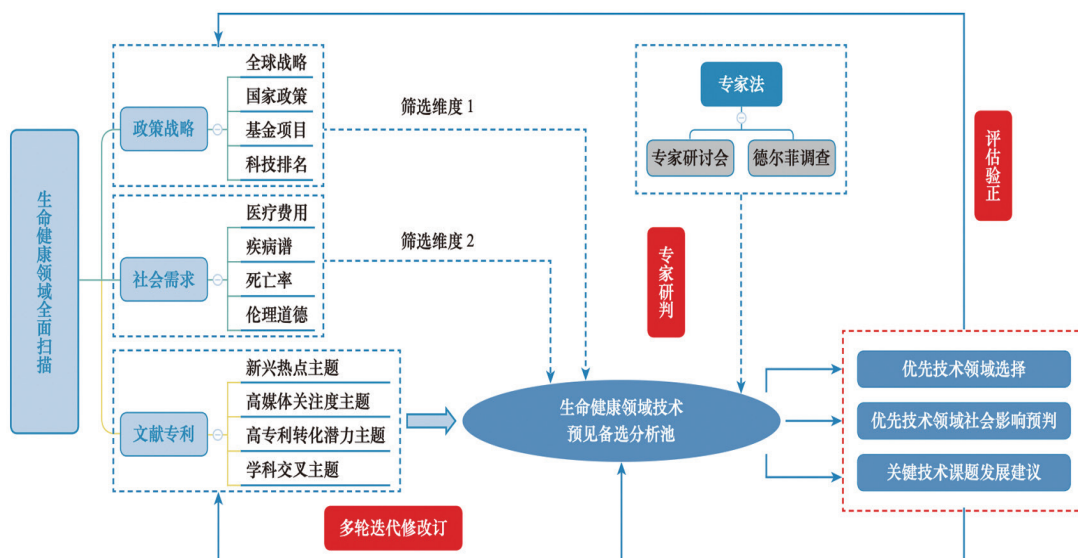 生命健康领域全面扫描
政策战略
全球战略
国家政策
基金项目
科技排名
社会需求
医疗费用
疾病谱
死亡率
伦理道德
文献专利
新兴热点主题
高媒体关注度主题
高专利转化潜力主题
学科交叉主题
筛选维度 1
筛选维度 2
专家法
专家研讨会
德尔菲调查
专家研判
评估验正
生命健康领域技术
预见备选分析池
优先技术领域选择
优先技术领域社会影响预判
关键技术课题发展建议
多轮迭代修改订